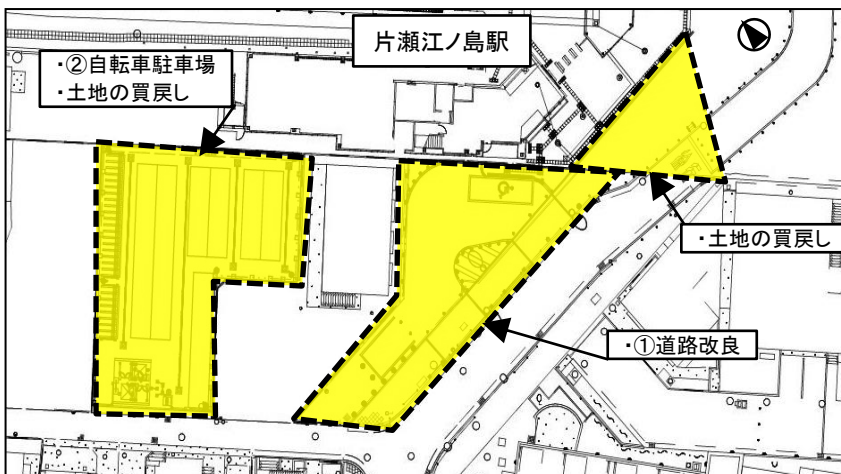 片瀬江ノ島駅
・②自転車駐車場
・土地の買戻し
・土地の買戻し
・①道路改良